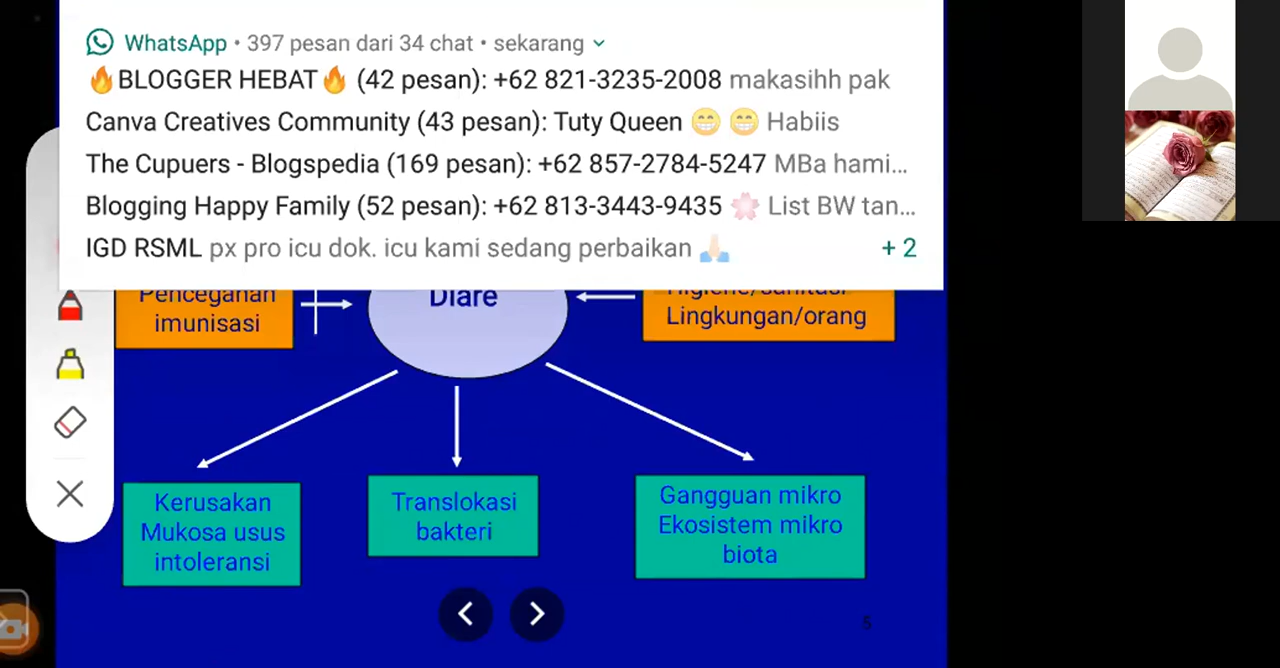 WhatsApp • 397 pesan dari 34 chat • sekarang
🔥BLOGGER HEBAT🔥 (42 pesan): +62 821-3235-2008 makasihh pak
Canva Creatives Community (43 pesan): Tuty Queen 😁 😁 Habiis
The Cupuers - Blogspedia (169 pesan): +62 857-2784-5247 MBa hami...
Blogging Happy Family (52 pesan): +62 813-3443-9435 🌸 List BW tan...
IGD RSML px pro icu dok. icu kami sedang perbaikan 🙏🏻 + 2
Pencegahan
imunisasi
Diare
Higiene/sanitasi
Lingkungan/orang
Kerusakan
Mukosa usus
intoleransi
Translokasi
bakteri
Gangguan mikro
Ekosistem mikro
biota
5